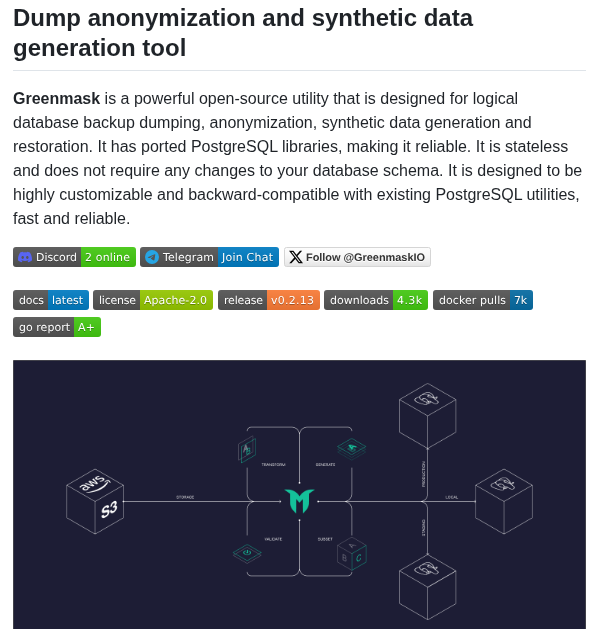 Dump anonymization and synthetic data
generation tool
Greenmask is a powerful open-source utility that is designed for logical
database backup dumping, anonymization, synthetic data generation and
restoration. It has ported PostgreSQL libraries, making it reliable. It is stateless
and does not require any changes to your database schema. It is designed to be
highly customizable and backward-compatible with existing PostgreSQL utilities,
fast and reliable.
Discord 2 online Telegram Join Chat Follow @GreenmaskIO
docs latest license Apache-2.0 release v0.2.13 downloads 4.3k docker pulls 7k
go report A+
A
B
A
TRANSFORM GENERATE
PRODUCTION
aws
S3
STORAGE
LOCAL
STAGING
VALIDATE SUBSET
A
B C